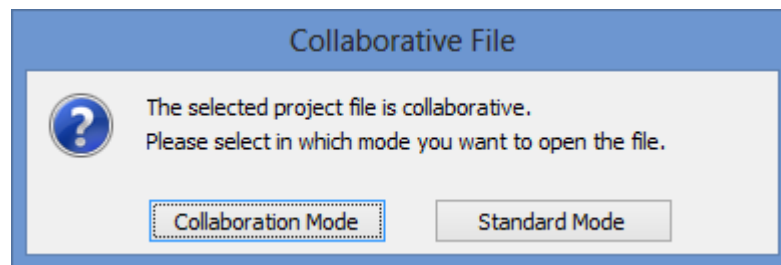 Collaborative File
The selected project file is collaborative.
Please select in which mode you want to open the file.
Collaboration Mode
Standard Mode